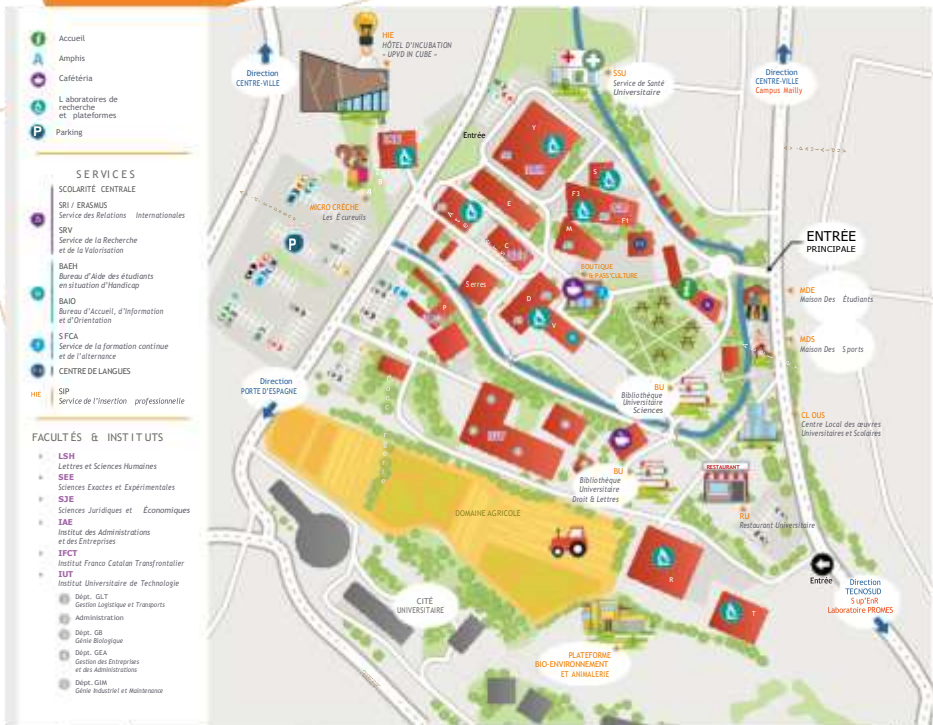 Accueil
A
Amphis
Cafétéria
Laboratoires de
recherche
et plateformes
P
Parking
SERVICES
SCOLARITÉ CENTRALE
SRI / ERASMUS
Service des Relations Internationales
SRV
Service de la Recherche
et de la Valorisation
BAEH
Bureau d'Aide des étudiants
en situation d'Handicap
BAIO
Bureau d'Accueil, d'Information
et d'Orientation
SFCA
Service de la formation continue
et de l'alternance
CENTRE DE LANGUES
HIE
SIP
Service de l'Insertion professionnelle
FACULTÉS & INSTITUTS
LSH
Lettres et Sciences Humaines
SEE
Sciences Exactes et Expérimentales
SJE
Sciences Juridiques et Économiques
IAE
Institut des Administrations
et des Entreprises
IFCT
Institut Franco Catalan Transfrontalier
IUT
Institut Universitaire de Technologie
Dépt. GLT
Gestion Logistique et Transports
Administration
Dépt. GB
Génie Biologique
Dépt. GEA
Gestion des Entreprises
et des Administrations
Dépt. GIM
Génie Industriel et Maintenance
Direction
CENTRE-VILLE
HIE
HÔTEL D'INCUBATION
« UPVD IN CUBE »
SSU
Service de Santé
Universitaire
Direction
CENTRE-VILLE
Campus Mailly
Entrée
Y
S
F3
F1
E
M
C
MICRO CRÈCHE
Les Écureuils
P
ENTRÉE
PRINCIPALE
BOUTIQUE
& PASS'CULTURE
Serres
D
V
P
MDE
Maison Des Étudiants
MDS
Maison Des Sports
Direction
PORTE D'ESPAGNE
BU
Bibliothèque
Universitaire
Sciences
CLOUS
Centre Local des œuvres
Universitaires et Scolaires
BU
Bibliothèque
Universitaire
Droit & Lettres
RESTAURANT
RU
Restaurant Universitaire
DOMAINE AGRICOLE
R
T
Entrée
CITÉ
UNIVERSITAIRE
Direction
TECNOSUD
Sup'EnR
Laboratoire PROMES
PLATEFORME
BIO-ENVIRONNEMENT
ET ANIMALERIE